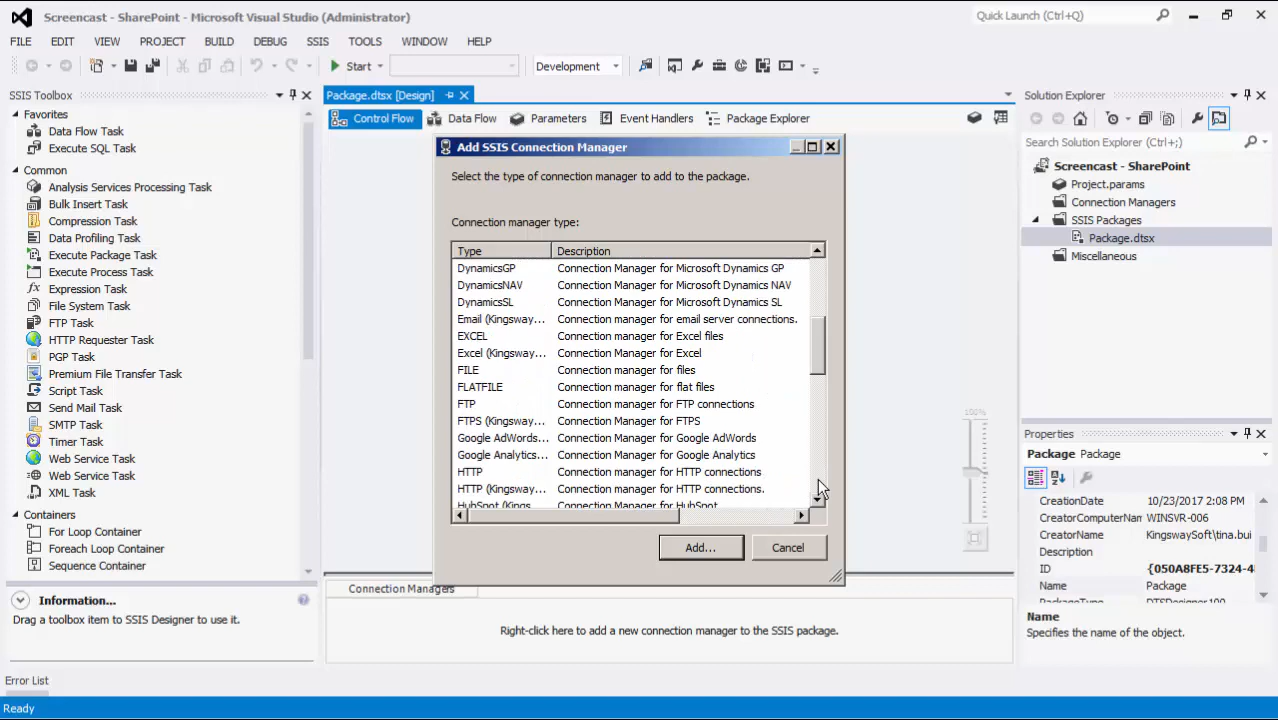 Screencast - SharePoint - Microsoft Visual Studio (Administrator)
Quick Launch (Ctrl+Q)
FILE EDIT VIEW PROJECT BUILD DEBUG SSIS TOOLS WINDOW HELP
Start Development
SSIS Toolbox
Favorites
Data Flow Task
Execute SQL Task
Common
Analysis Services Processing Task
Bulk Insert Task
Compression Task
Data Profiling Task
Execute Package Task
Execute Process Task
Expression Task
File System Task
FTP Task
HTTP Requester Task
PGP Task
Premium File Transfer Task
Script Task
Send Mail Task
SMTP Task
Timer Task
Web Service Task
Web Service Task
XML Task
Containers
For Loop Container
Foreach Loop Container
Sequence Container
Information...
Drag a toolbox item to SSIS Designer to use it.
Package.dtsx [Design]
Control Flow Data Flow Parameters Event Handlers Package Explorer
Add SSIS Connection Manager
Select the type of connection manager to add to the package.
Connection manager type:
Type Description
DynamicsGP Connection Manager for Microsoft Dynamics GP
DynamicsNAV Connection Manager for Microsoft Dynamics NAV
DynamicsSL Connection Manager for Microsoft Dynamics SL
Email (Kingsway... Connection manager for email server connections.
EXCEL Connection manager for Excel files
Excel (Kingsway... Connection Manager for Excel
FILE Connection manager for files
FLATFILE Connection manager for flat files
FTP Connection manager for FTP connections
FTPS (Kingsway... Connection Manager for FTPS
Google AdWords... Connection Manager for Google AdWords
Google Analytics... Connection Manager for Google Analytics
HTTP Connection manager for HTTP connections
HTTP (Kingsway... Connection manager for HTTP connections.
HubSpot (Kings... Connection Manager for HubSpot
Add... Cancel
100%
Connection Managers
Right-click here to add a new connection manager to the SSIS package.
Solution Explorer
Search Solution Explorer (Ctrl+;)
Screencast - SharePoint
Project.params
Connection Managers
SSIS Packages
Package.dtsx
Miscellaneous
Properties
Package Package
CreationDate 10/23/2017 2:08 PM
CreatorComputerNam WINSVR-006
CreatorName KingswaySoft\tina.bui
Description
ID {050A8FE5-7324-4
Name Package
PackageType DTSDesigner100
Name
Specifies the name of the object.
Error List
Ready